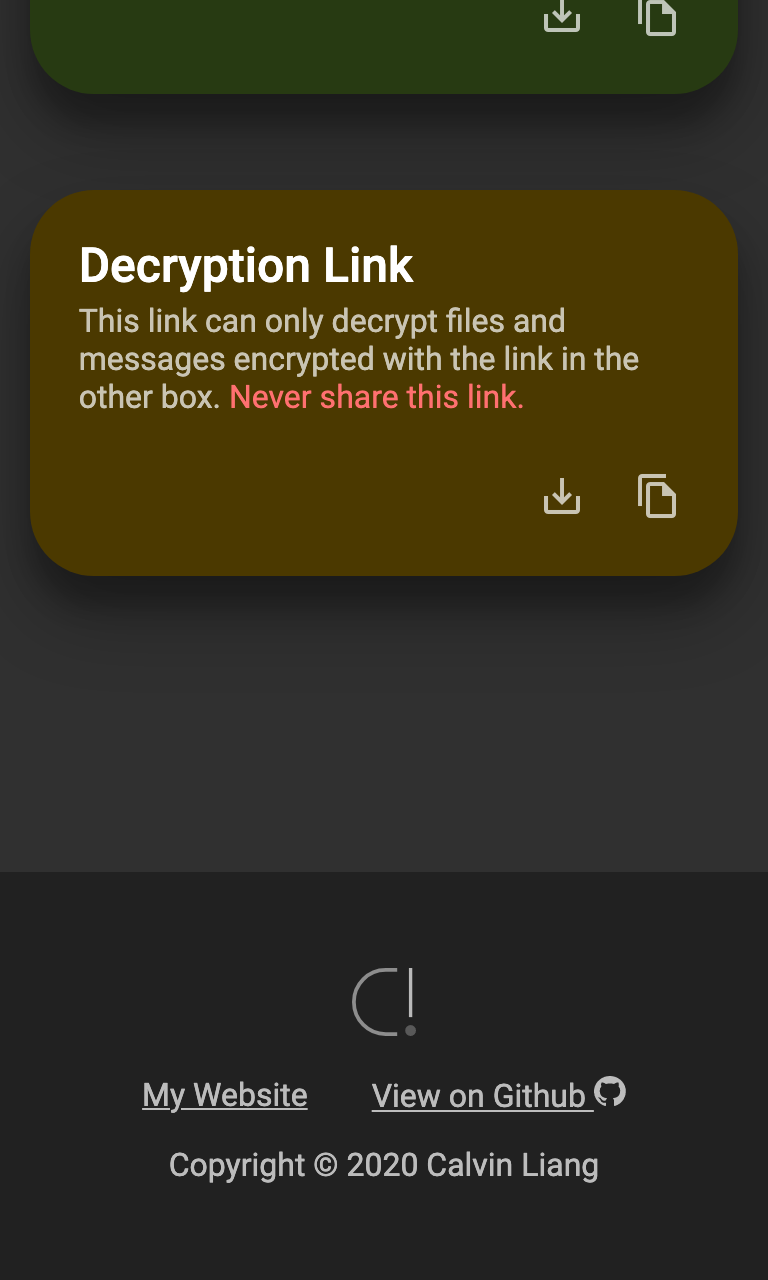 Decryption Link
This link can only decrypt files and
messages encrypted with the link in the
other box. Never share this link.
My Website
View on Github
Copyright © 2020 Calvin Liang